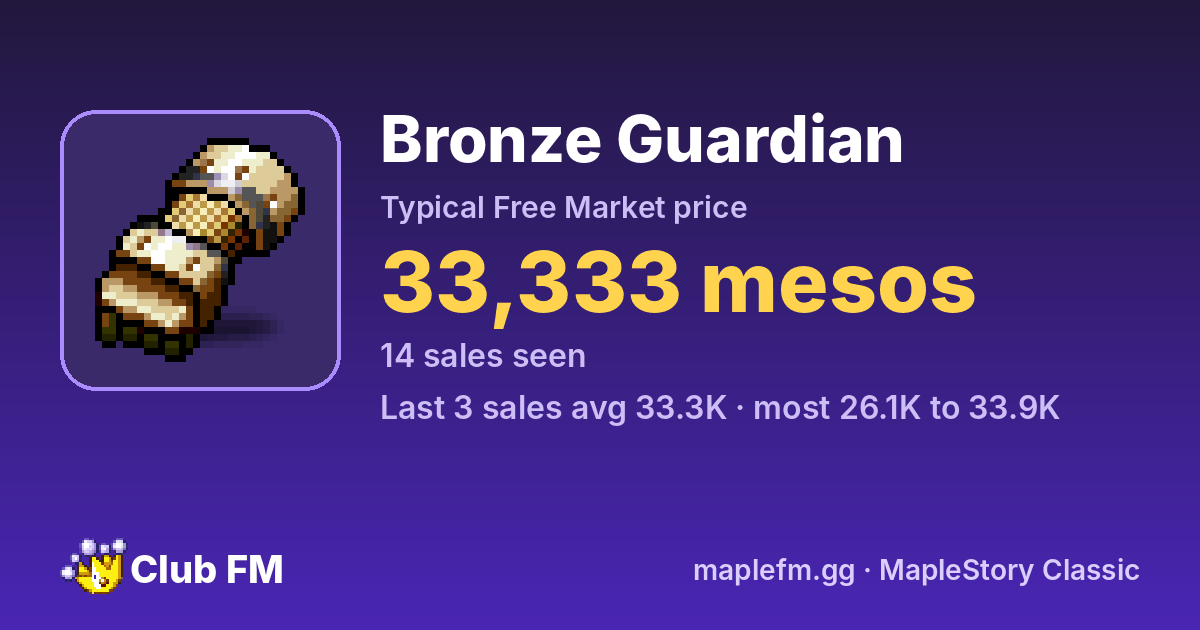 Bronze Guardian
Typical Free Market price
33,333 mesos
14 sales seen
Last 3 sales avg 33.3K · most 26.1K to 33.9K
Club FM
maplefm.gg · MapleStory Classic